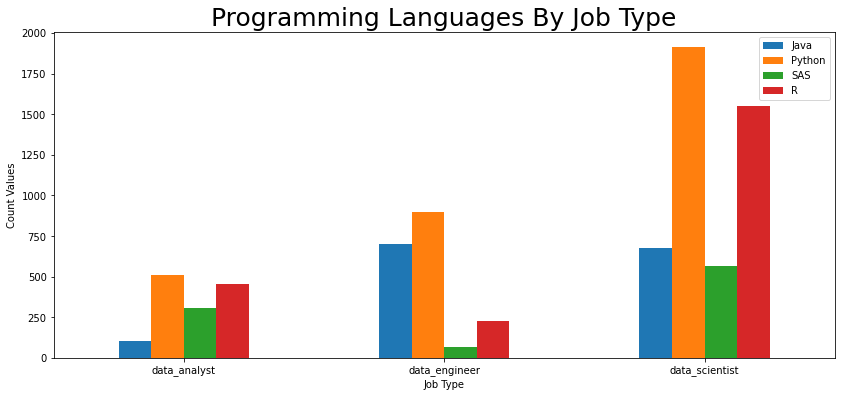 Programming Languages By Job Type
Java
Python
SAS
R
Count Values
2000
1750
1500
1250
1000
750
500
250
0
data_analyst
data_engineer
data_scientist
Job Type